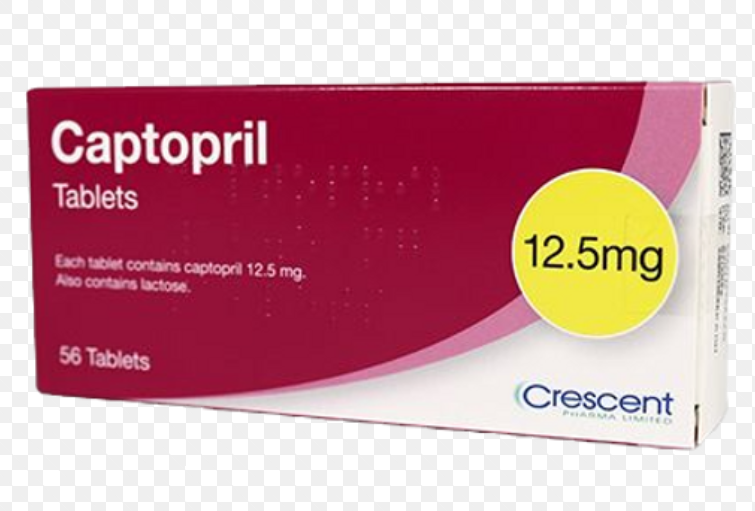 Captopril
Tablets
Each tablet contains captopril 12.5 mg.
Also contains lactose.
56 Tablets
12.5mg
Crescent
PHARMA LIMITED